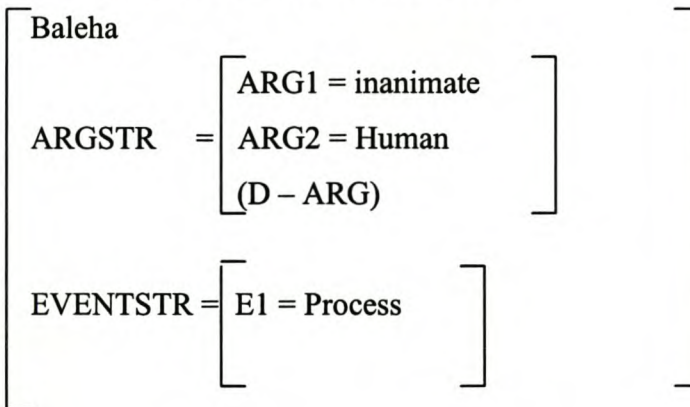 Baleha
ARG1 = inanimate
ARGSTR = ARG2 = Human
(D – ARG)
EVENTSTR = E1 = Process